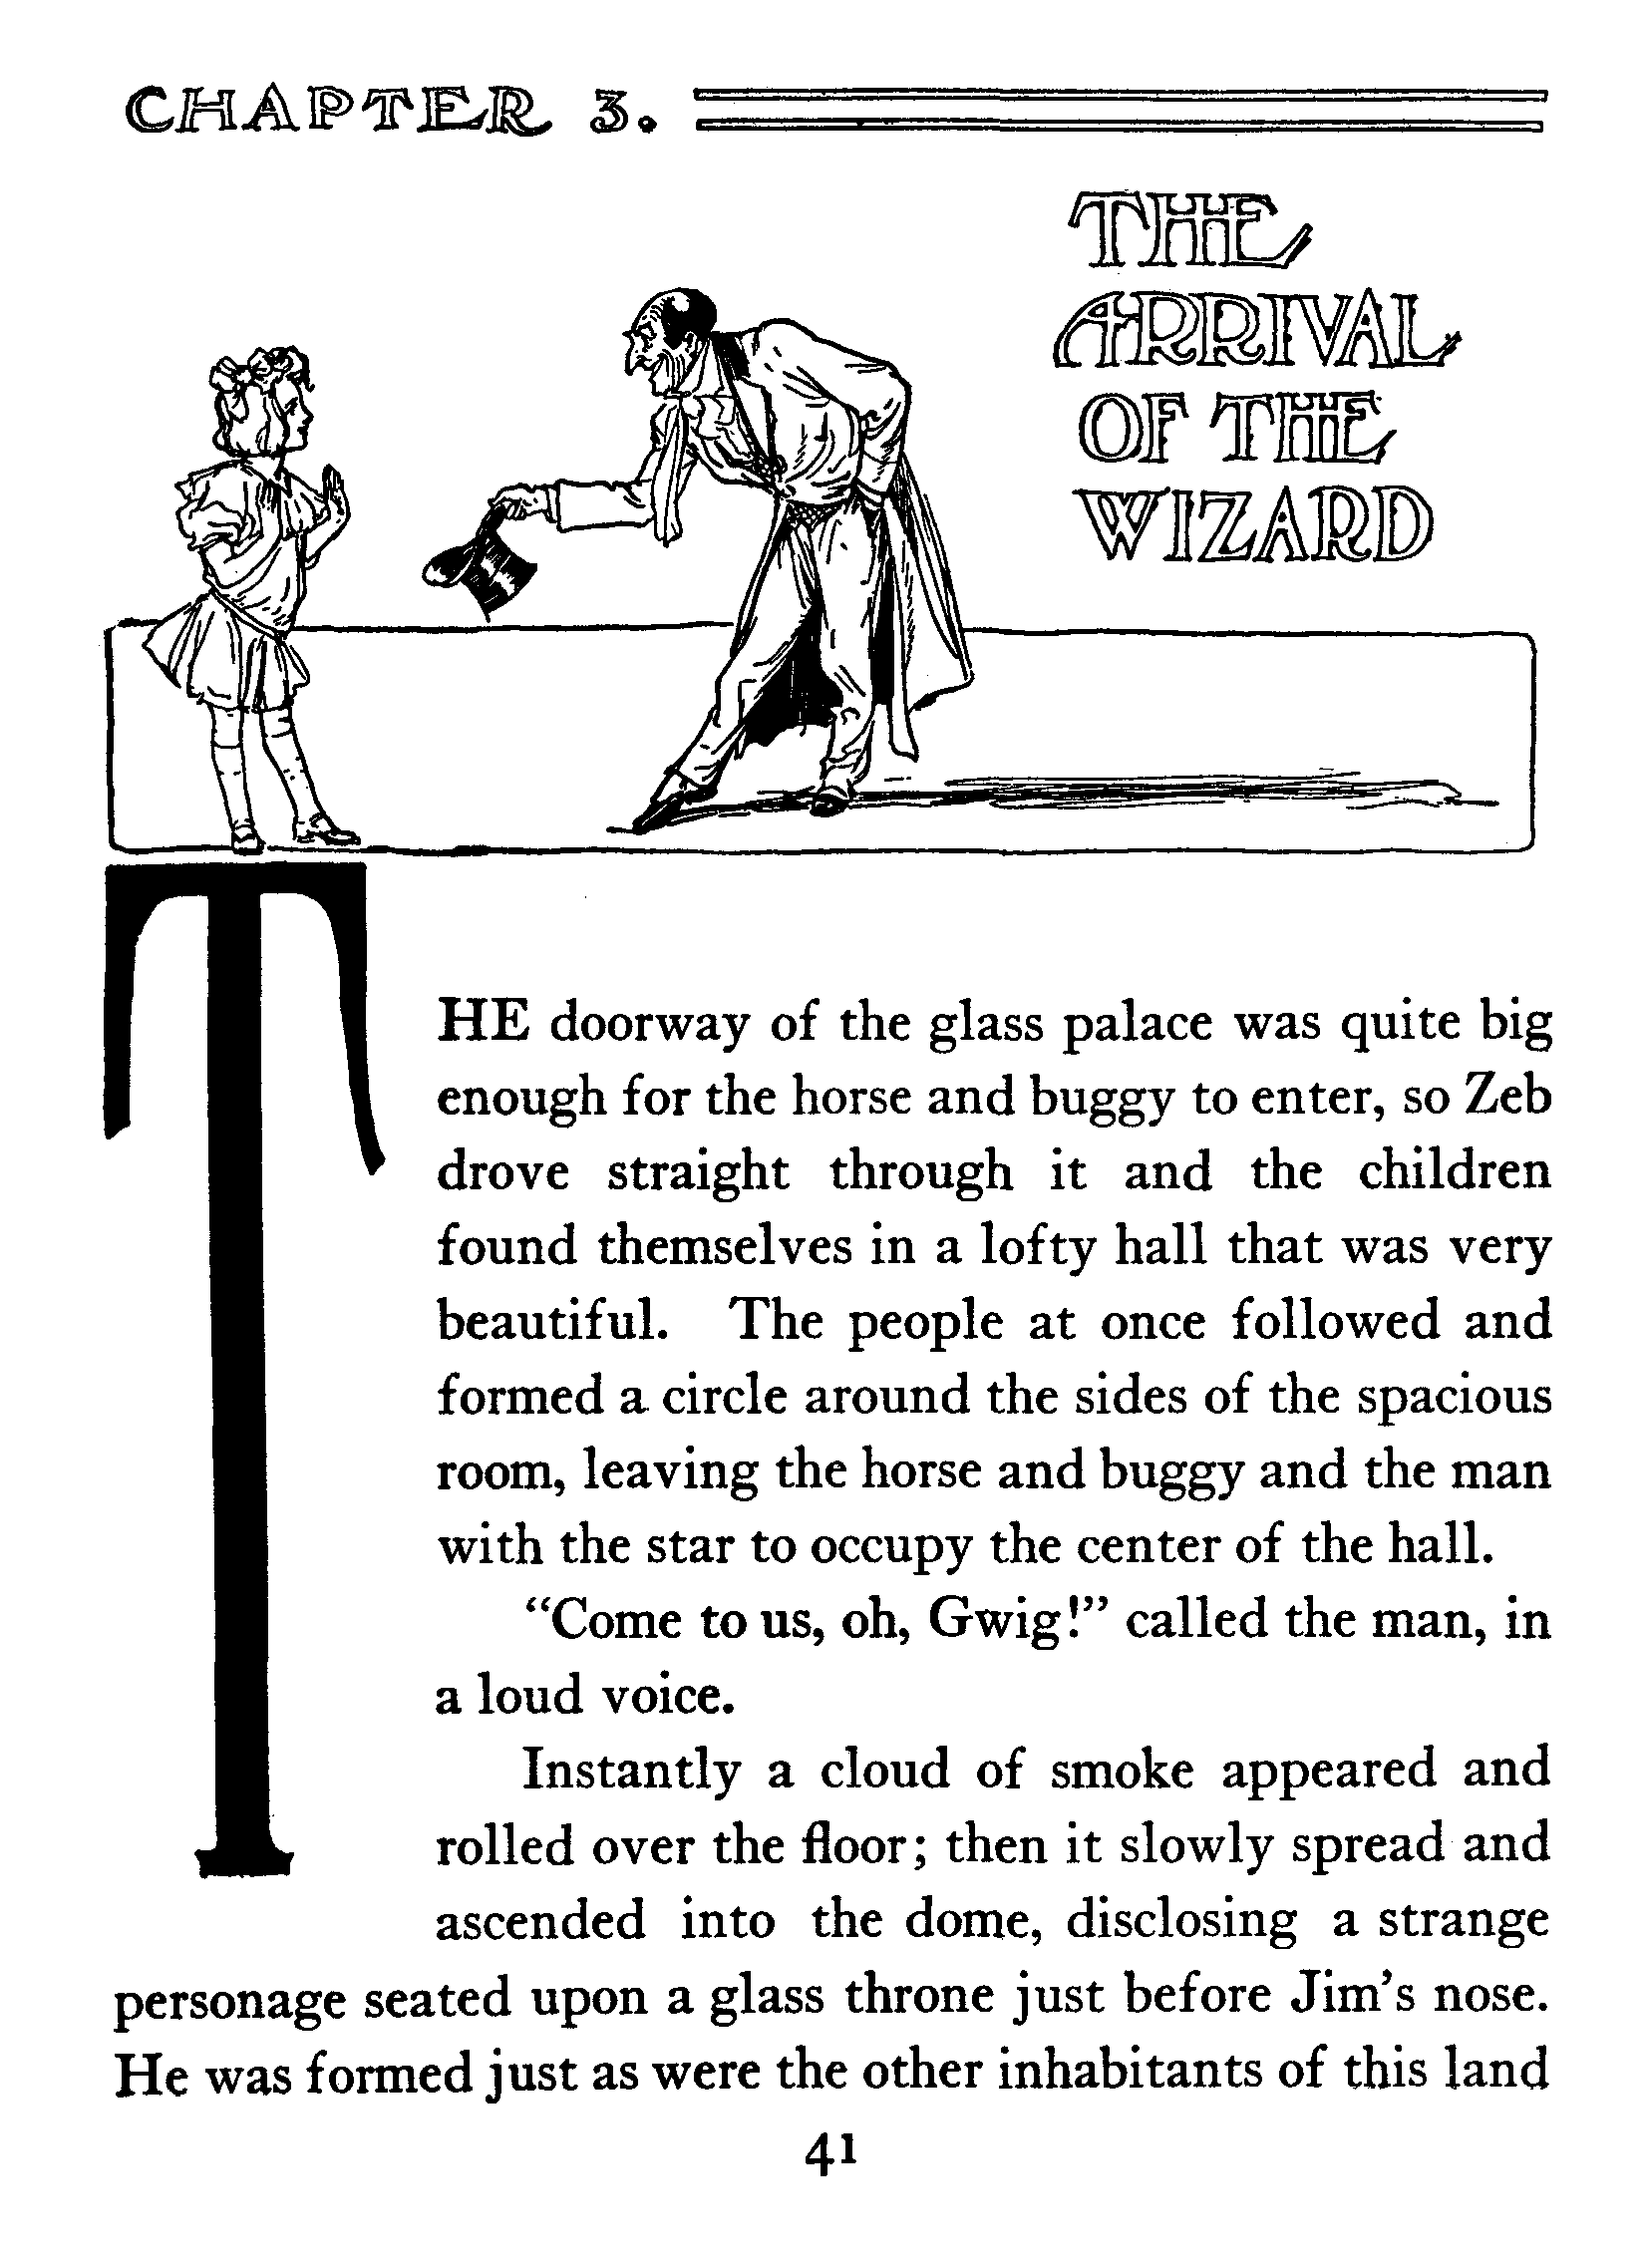 CHAPTER 3.
THE
ARRIVAL
OF THE
WIZARD
THE doorway of the glass palace was quite big
enough for the horse and buggy to enter, so Zeb
drove straight through it and the children
found themselves in a lofty hall that was very
beautiful. The people at once followed and
formed a circle around the sides of the spacious
room, leaving the horse and buggy and the man
with the star to occupy the center of the hall.
“Come to us, oh, Gwig!” called the man, in
a loud voice.
Instantly a cloud of smoke appeared and
rolled over the floor; then it slowly spread and
ascended into the dome, disclosing a strange
personage seated upon a glass throne just before Jim’s nose.
He was formed just as were the other inhabitants of this land
41